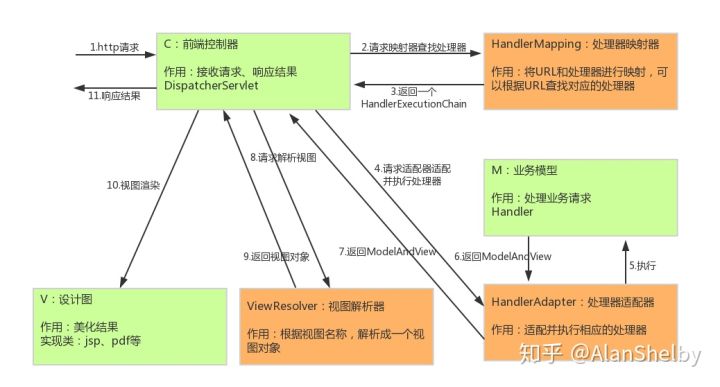 1.http请求
11.响应结果
C：前端控制器
作用：接收请求、响应结果
DispatcherServlet
2.请求映射器查找处理器
3.返回一个
HandlerExecutionChain
HandlerMapping：处理器映射器
作用：将URL和处理器进行映射，可
以根据URL查找对应的处理器
8.请求解析视图
4.请求适配器适配
并执行处理器
M：业务模型
作用：处理业务请求
Handler
10.视图渲染
9.返回视图对象
7.返回ModelAndView
6.返回ModelAndView
5.执行
V：设计图
作用：美化结果
实现类：jsp、pdf等
ViewResolver：视图解析器
作用：根据视图名称，解析成一个视
图对象
HandlerAdapter：处理器适配器
作用：适配并执行相应的处理器
知乎 @AlanShelby